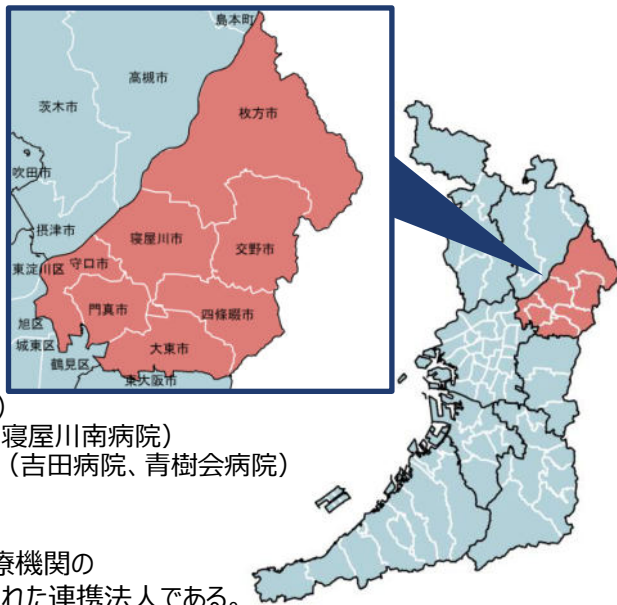 島本町
高槻市
茨木市
枚方市
吹田市
摂津市
寝屋川市
交野市
東淀川区
守口市
門真市
四條畷市
旭区
城東区
大東市
鶴見区
東大阪市
）
寝屋川南病院）
（吉田病院、青樹会病院）
療機関の
れた連携法人である。